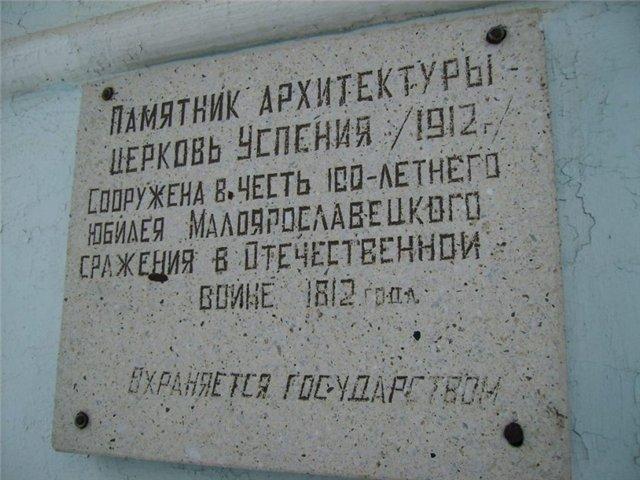 ПАМЯТНИК АРХИТЕКТУРЫ -
ЦЕРКОВЬ УСПЕНИЯ /1912 г/
СООРУЖЕНА В ЧЕСТЬ 100-ЛЕТНЕГО
ЮБИЛЕЯ МАЛОЯРОСЛАВЕЦКОГО
СРАЖЕНИЯ В ОТЕЧЕСТВЕННОЙ
ВОЙНЕ 1812 года
ОХРАНЯЕТСЯ ГОСУДАРСТВОМ